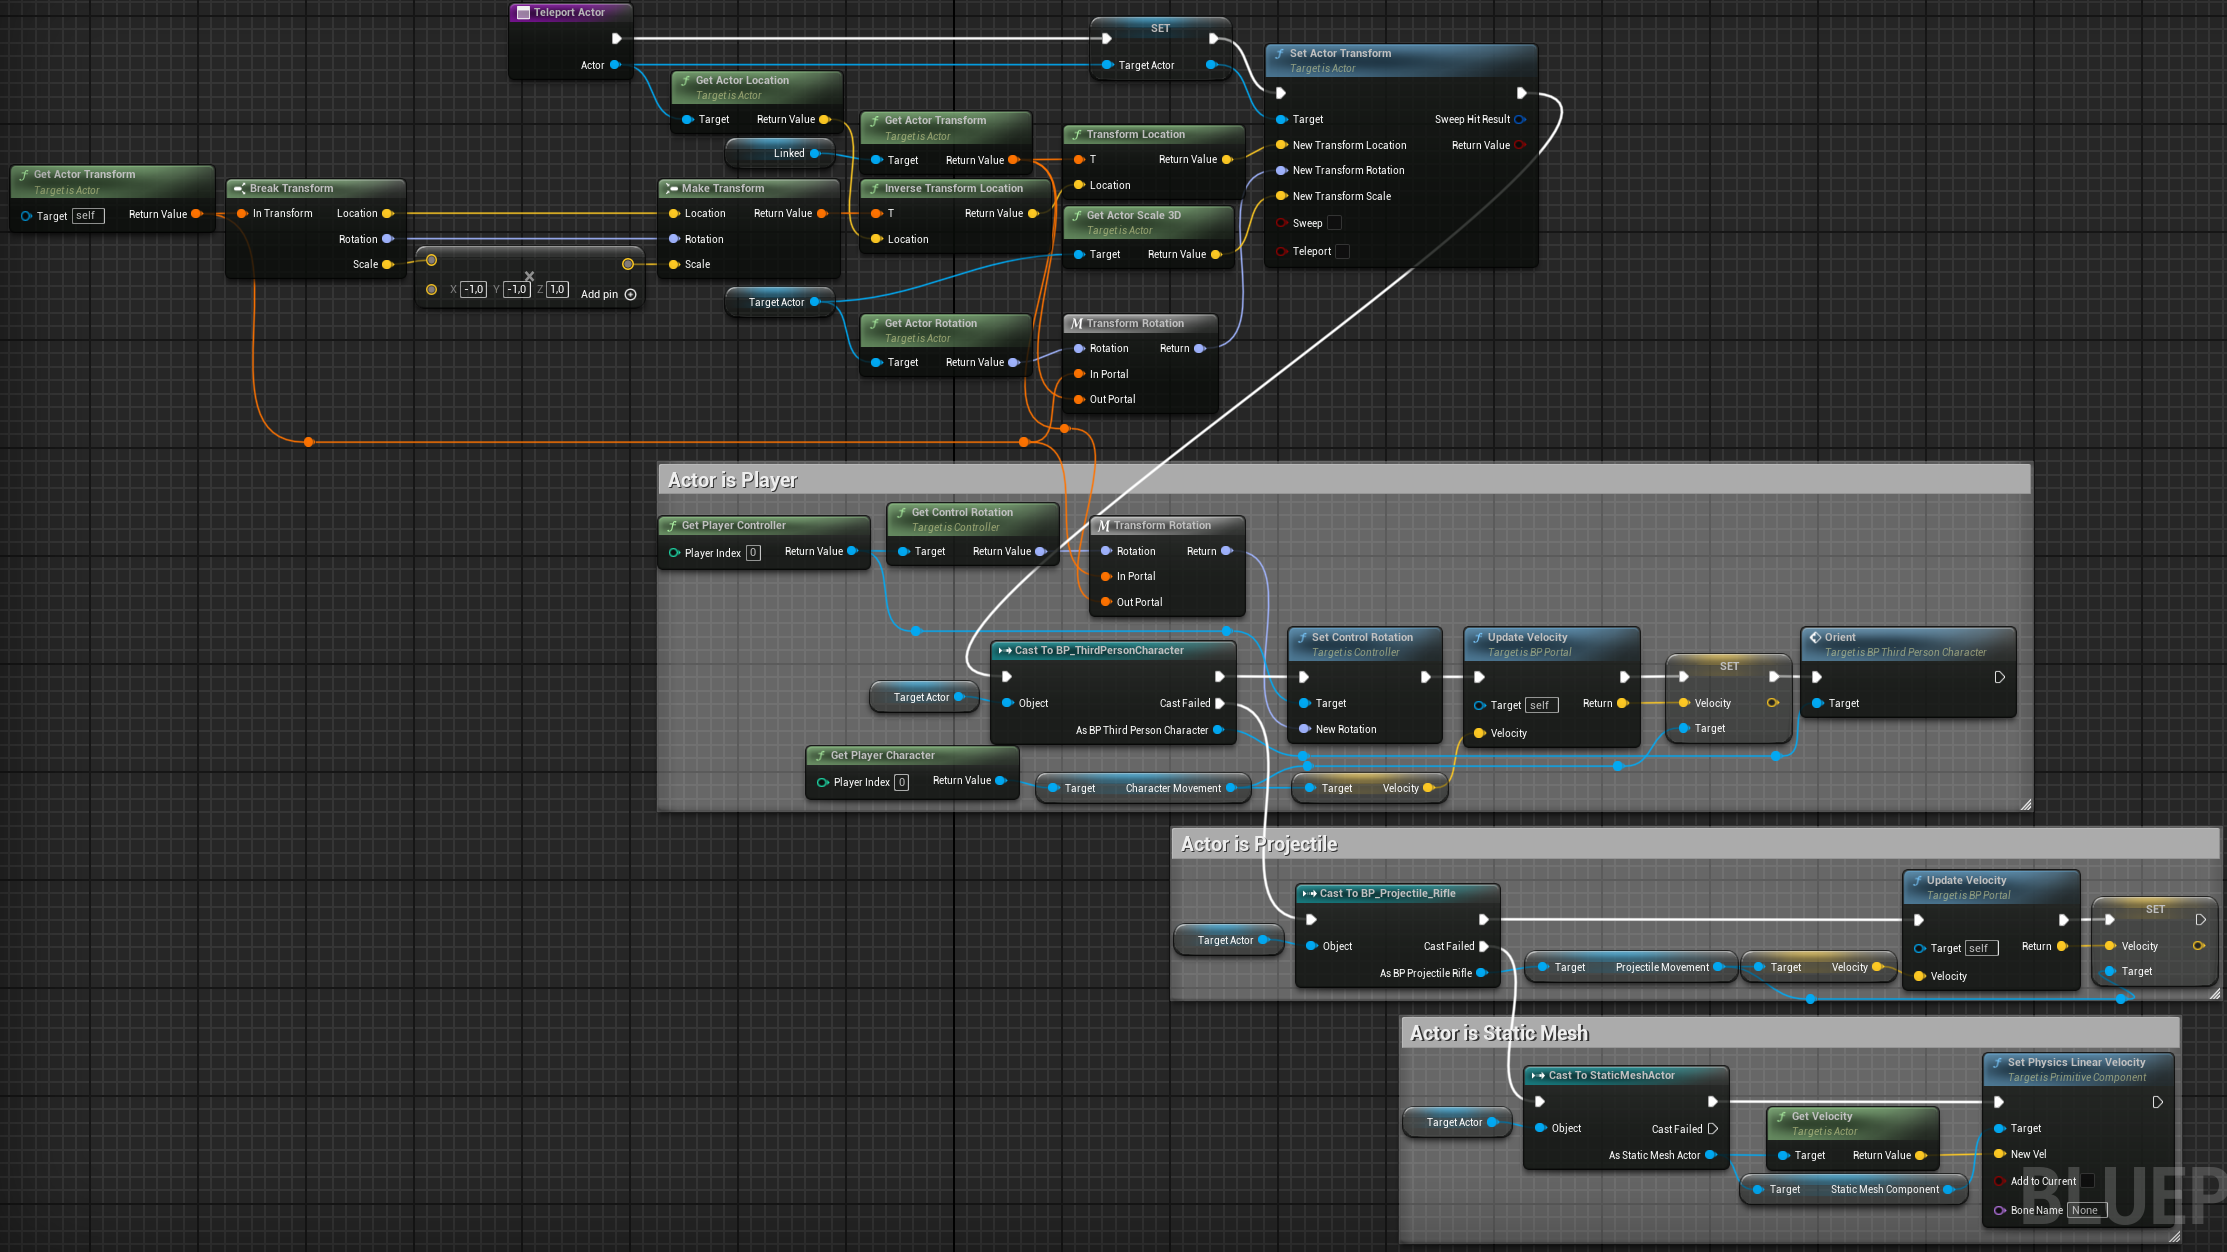 Teleport Actor
Actor
SET
Target Actor
Set Actor Transform
Target is Actor
Target
Sweep Hit Result
New Transform Location
Return Value
New Transform Rotation
New Transform Scale
Sweep
Teleport
Get Actor Location
Target is Actor
Target
Return Value
Linked
Get Actor Transform
Target is Actor
Target
Return Value
Transform Location
T
Return Value
Location
Get Actor Transform
Target is Actor
Target
self
Return Value
Break Transform
In Transform
Location
Rotation
Scale
X -1,0 Y -1,0 Z 1,0
Add pin
Make Transform
Location
Return Value
Rotation
Scale
Inverse Transform Location
T
Return Value
Location
Get Actor Scale 3D
Target is Actor
Target
Return Value
Target Actor
Get Actor Rotation
Target is Actor
Target
Return Value
Transform Rotation
Rotation
Return
In Portal
Out Portal
Actor is Player
Get Player Controller
Player Index 0
Return Value
Get Control Rotation
Target is Controller
Target
Return Value
Transform Rotation
Rotation
Return
In Portal
Out Portal
Target Actor
Cast To BP_ThirdPersonCharacter
Object
Cast Failed
As BP Third Person Character
Set Control Rotation
Target is Controller
Target
New Rotation
Update Velocity
Target is BP Portal
Target self
Return
Velocity
SET
Velocity
Target
Orient
Target is BP Third Person Character
Target
Get Player Character
Player Index 0
Return Value
Target
Character Movement
Target
Velocity
Actor is Projectile
Target Actor
Cast To BP_Projectile_Rifle
Object
Cast Failed
As BP Projectile Rifle
Target
Projectile Movement
Target
Velocity
Update Velocity
Target is BP Portal
Target self
Return
Velocity
SET
Velocity
Target
Actor is Static Mesh
Target Actor
Cast To StaticMeshActor
Object
Cast Failed
As Static Mesh Actor
Get Velocity
Target is Actor
Target
Return Value
Target
Static Mesh Component
Set Physics Linear Velocity
Target is Primitive Component
Target
New Vel
Add to Current
Bone Name None
BLUEP